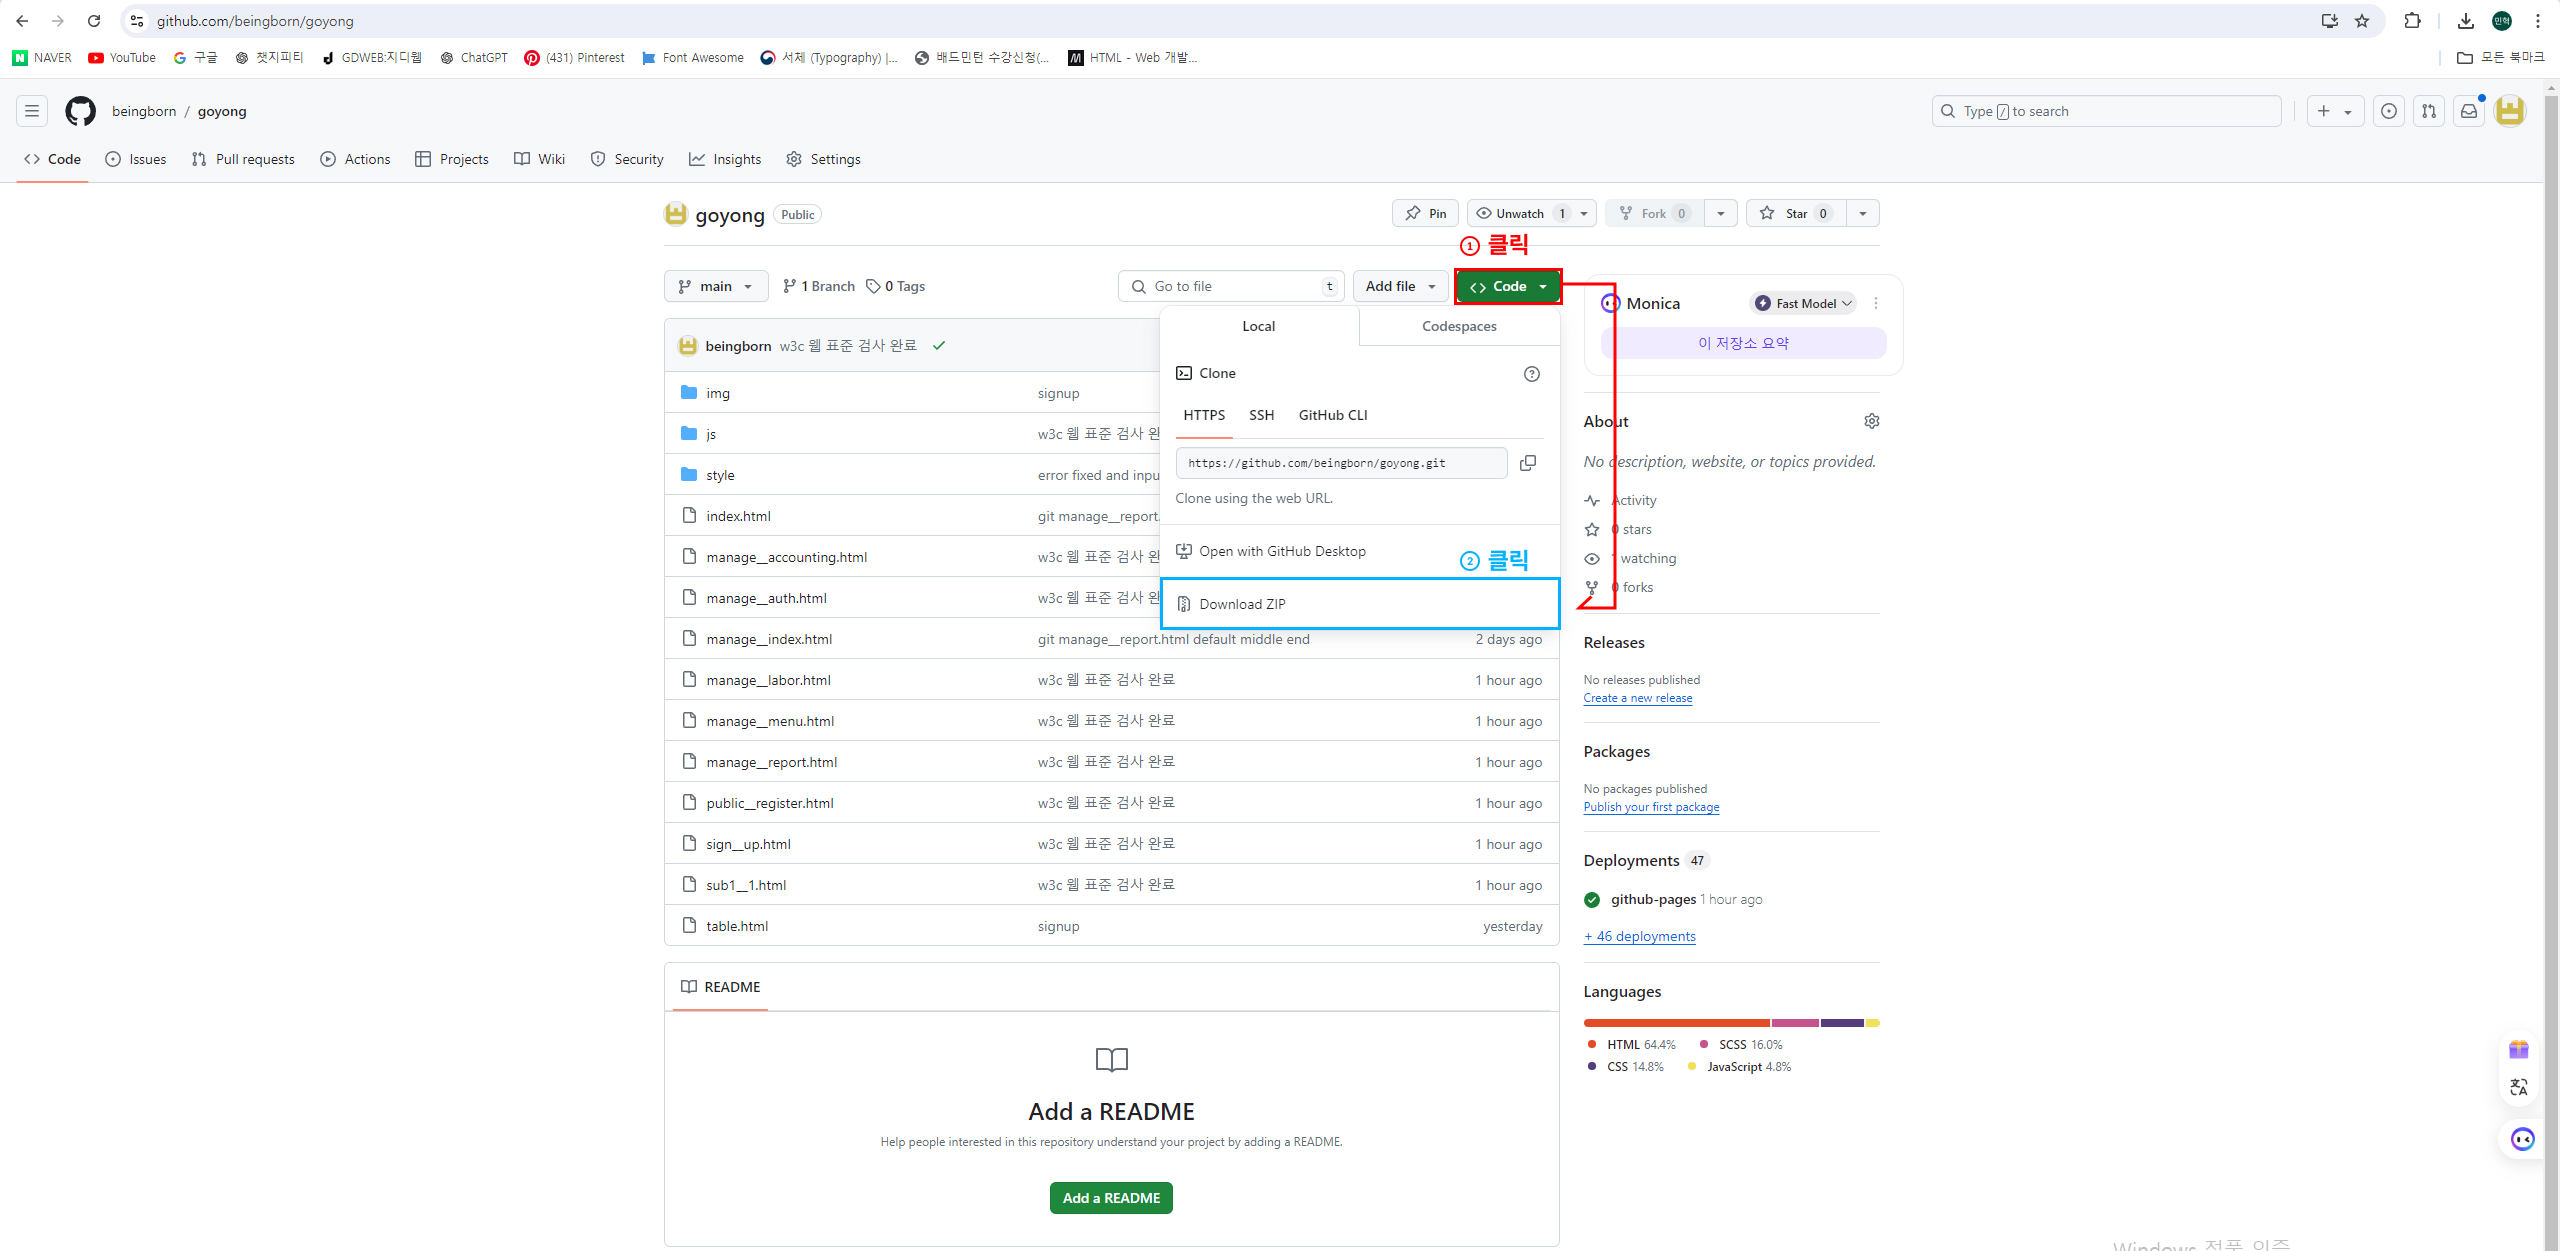 github.com/beingborn/goyong
NAVER YouTube 구글 챗지피티 GDWEB:지디웹 ChatGPT (431) Pinterest Font Awesome 서체 (Typography) |... 배드민턴 수강신청(... HTML - Web 개발... 모든 북마크
beingborn / goyong Type / to search
Code Issues Pull requests Actions Projects Wiki Security Insights Settings
goyong Public Pin Unwatch 1 Fork 0 Star 0
① 클릭
main 1 Branch 0 Tags Go to file t Add file Code
Monica Fast Model
이 저장소 요약
Local Codespaces
Clone
HTTPS SSH GitHub CLI
https://github.com/beingborn/goyong.git
Clone using the web URL.
Open with GitHub Desktop
② 클릭
Download ZIP
beingborn w3c 웹 표준 검사 완료
img signup
js w3c 웹 표준 검사 완
style error fixed and inpu
index.html git manage__report.
manage__accounting.html w3c 웹 표준 검사 완
manage__auth.html w3c 웹 표준 검사 완
manage__index.html git manage__report.html default middle end 2 days ago
manage__labor.html w3c 웹 표준 검사 완료 1 hour ago
manage__menu.html w3c 웹 표준 검사 완료 1 hour ago
manage__report.html w3c 웹 표준 검사 완료 1 hour ago
public__register.html w3c 웹 표준 검사 완료 1 hour ago
sign__up.html w3c 웹 표준 검사 완료 1 hour ago
sub1__1.html w3c 웹 표준 검사 완료 1 hour ago
table.html signup yesterday
README
Add a README
Help people interested in this repository understand your project by adding a README.
Add a README
About
No description, website, or topics provided.
Activity
0 stars
1 watching
0 forks
Releases
No releases published
Create a new release
Packages
No packages published
Publish your first package
Deployments 47
github-pages 1 hour ago
+ 46 deployments
Languages
HTML 64.4% SCSS 16.0%
CSS 14.8% JavaScript 4.8%
Windows 정품 인증